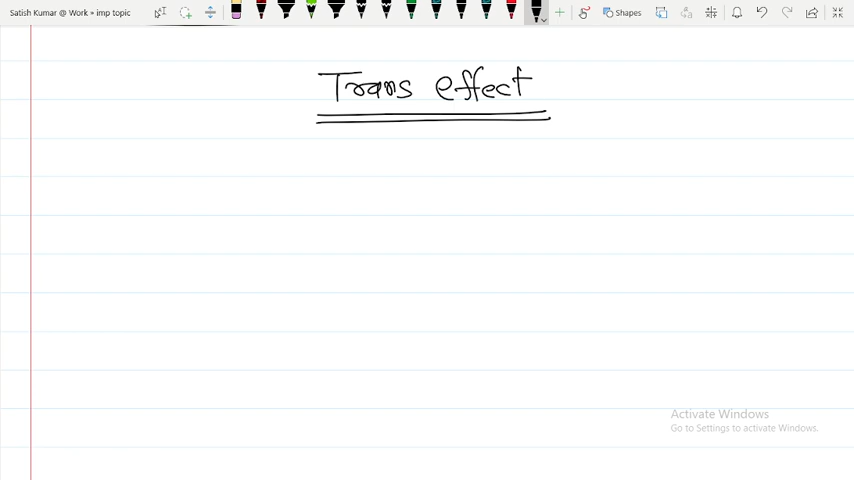 Satish Kumar @ Work » imp topic
Shapes
Trans effect
Activate Windows
Go to Settings to activate Windows.